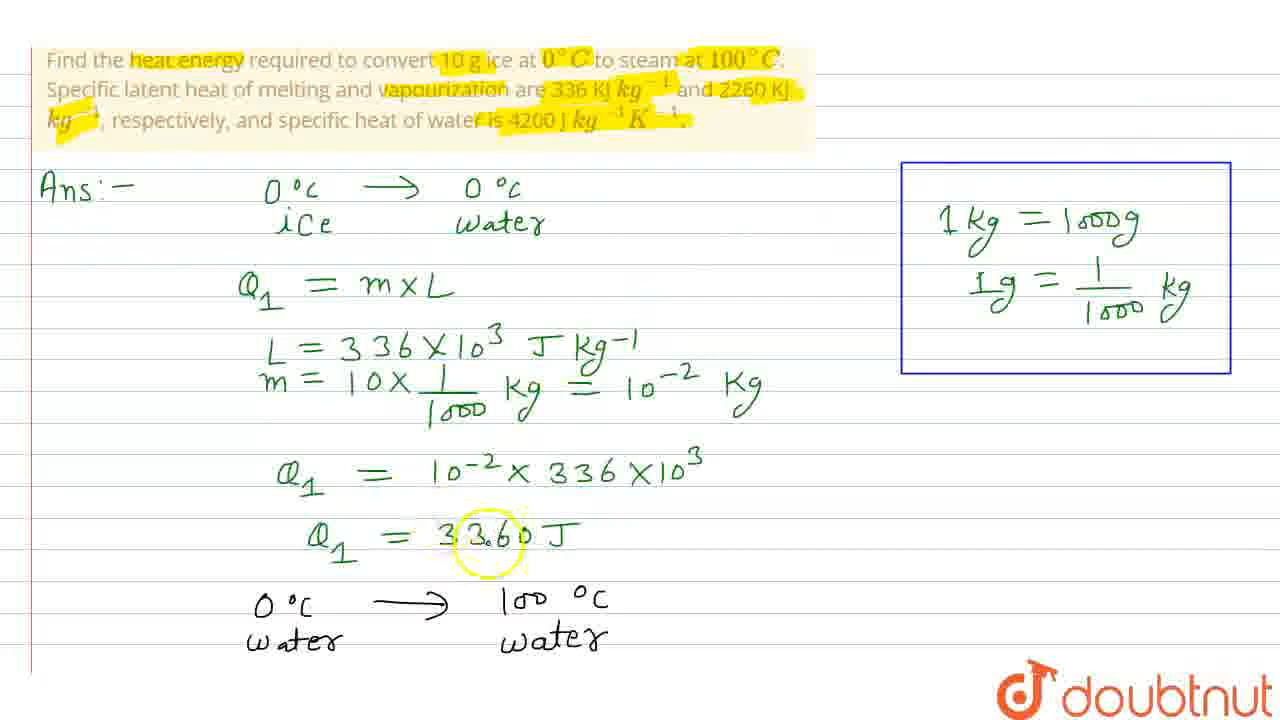 Find the heat energy required to convert 10 g ice at 0° C to steam at 100° C.
Specific latent heat of melting and vapourization are 336 KJ kg⁻¹ and 2260 KJ
kg⁻¹, respectively, and specific heat of water is 4200 J kg⁻¹ K⁻¹.
Ans:- 0°C → 0°C
ice water
1 kg = 1000g
1g = 1/1000 kg
Q₁ = m×L
L = 336×10³ J kg⁻¹
m = 10× 1/1000 kg = 10⁻² kg
Q₁ = 10⁻² × 336×10³
Q₁ = 33.60 J
0°C → 100°C
water water
doubtnut